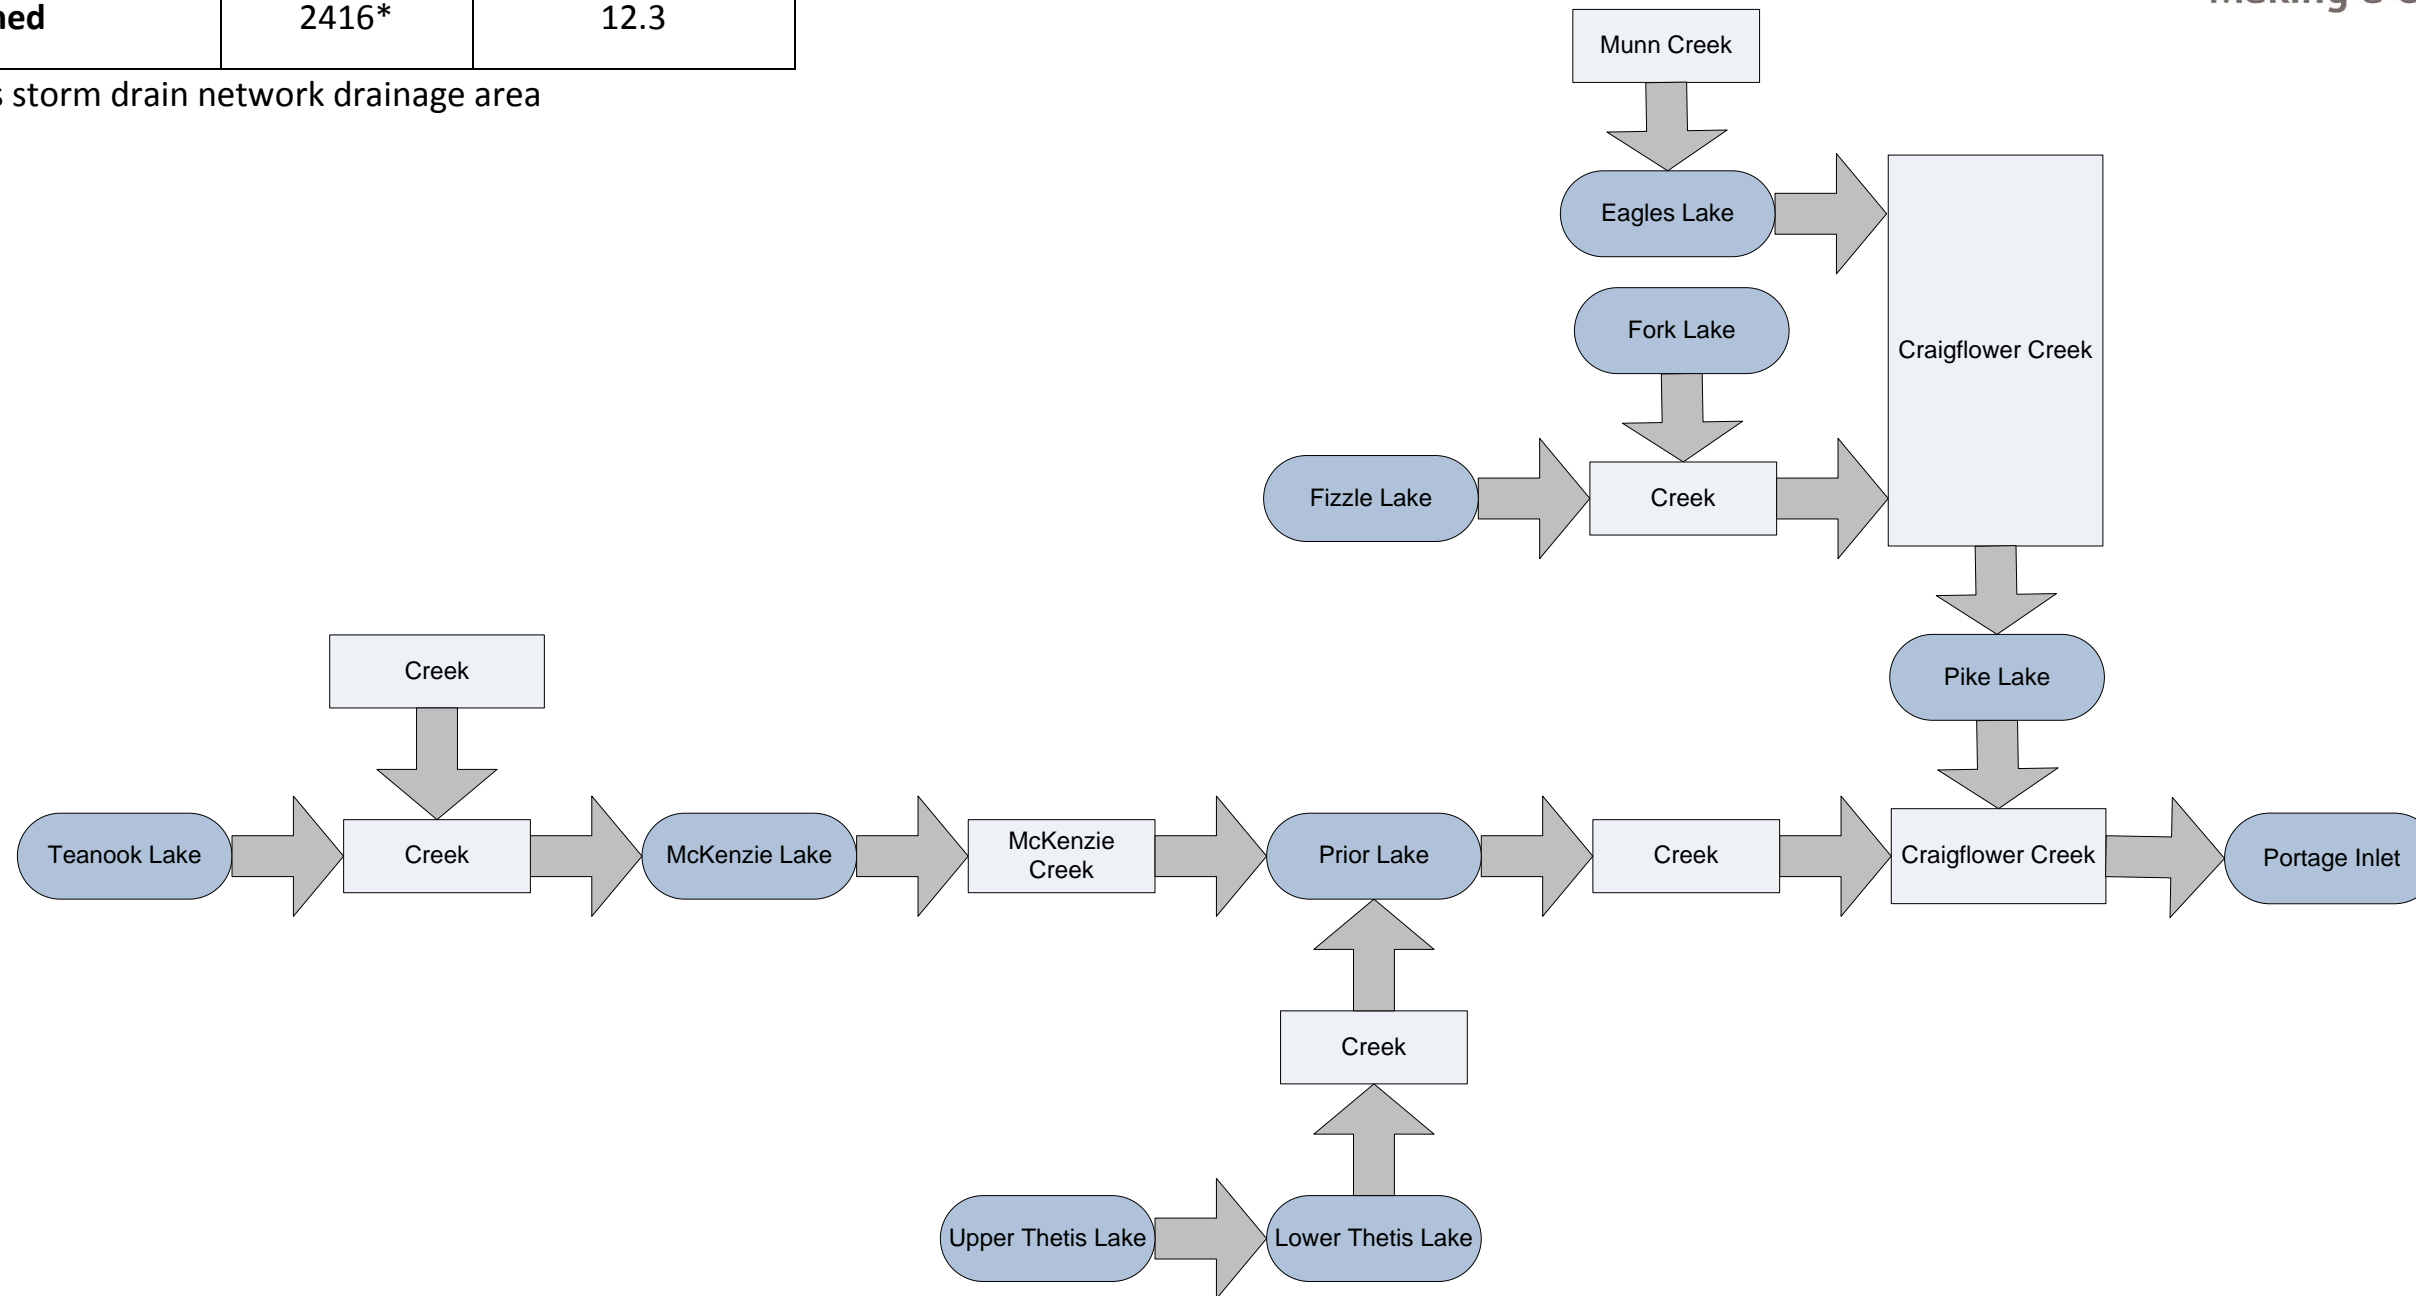 2416* 12.3
storm drain network drainage area
Munn Creek
Eagles Lake
Craigflower Creek
Fork Lake
Fizzle Lake
Creek
Creek
Pike Lake
Teanook Lake
Creek
McKenzie Lake
McKenzie
Creek
Prior Lake
Creek
Craigflower Creek
Portage Inlet
Creek
Upper Thetis Lake
Lower Thetis Lake